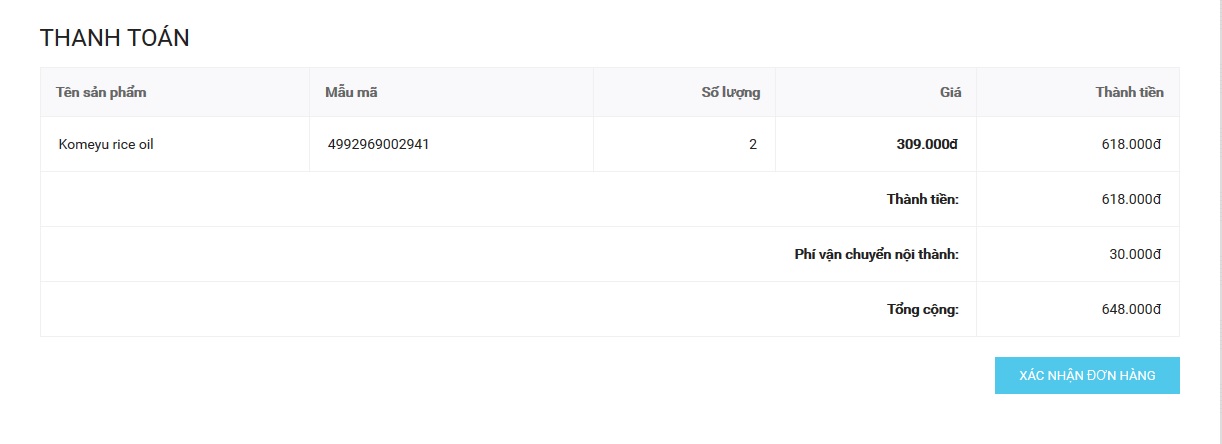 THANH TOÁN
Tên sản phẩm Mẫu mã Số lượng Giá Thành tiền
Komeyu rice oil 4992969002941 2 309.000đ 618.000đ
Thành tiền: 618.000đ
Phí vận chuyển nội thành: 30.000đ
Tổng cộng: 648.000đ
XÁC NHẬN ĐƠN HÀNG